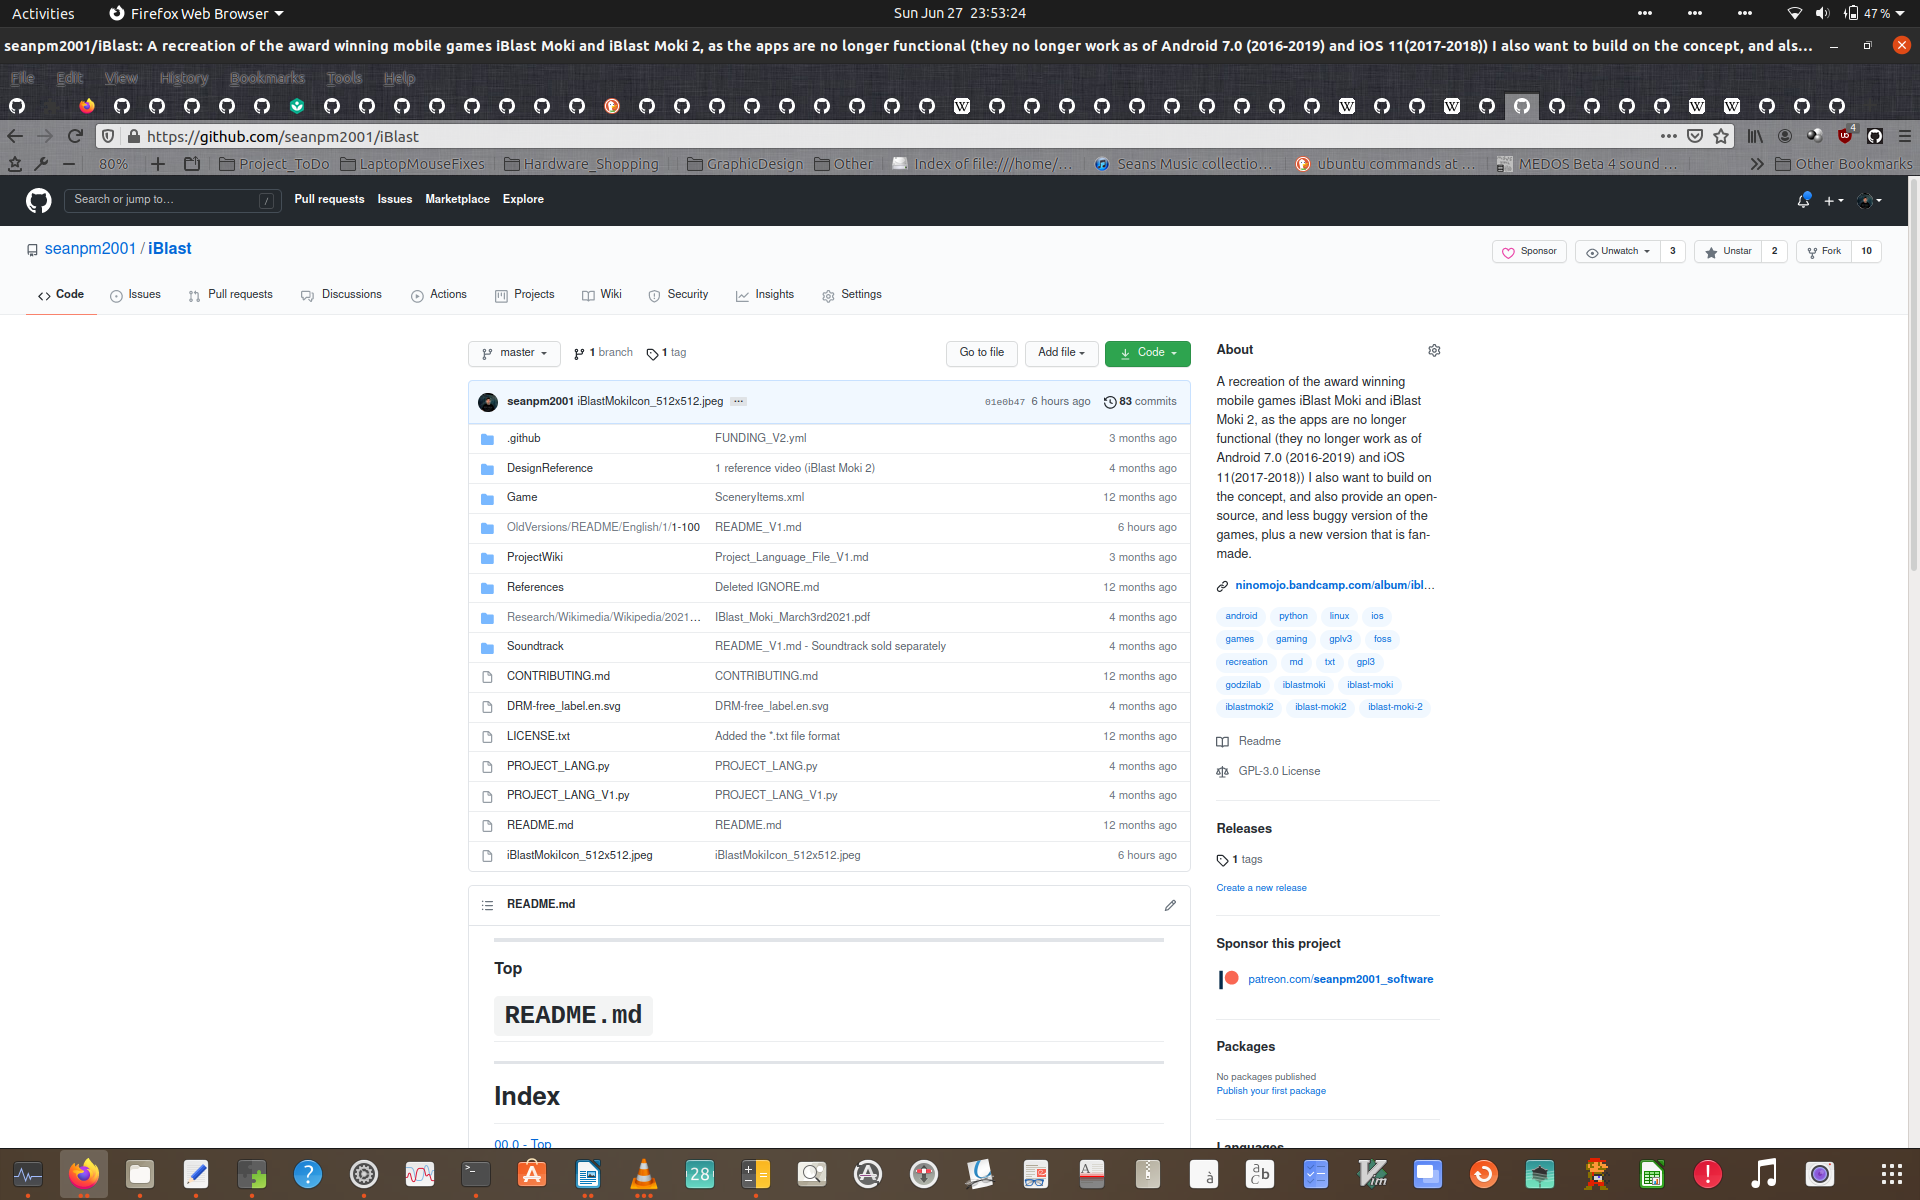 Activities Firefox Web Browser Sun Jun 27 23:53:24 47 %
seanpm2001/iBlast: A recreation of the award winning mobile games iBlast Moki and iBlast Moki 2, as the apps are no longer functional (they no longer work as of Android 7.0 (2016-2019) and iOS 11(2017-2018)) I also want to build on the concept, and als...
File Edit View History Bookmarks Tools Help
https://github.com/seanpm2001/iBlast 4
80% Project_ToDo LaptopMouseFixes Hardware_Shopping GraphicDesign Other Index of file:////home/... Seans Music collectio... ubuntu commands at ... MEDOS Beta 4 sound ... Other Bookmarks
Search or jump to... / Pull requests Issues Marketplace Explore
seanpm2001 / iBlast Sponsor Unwatch 3 Unstar 2 Fork 10
Code Issues Pull requests Discussions Actions Projects Wiki Security Insights Settings
master 1 branch 1 tag Go to file Add file Code
seanpm2001 iBlastMokiIcon_512x512.jpeg ... 01e0b47 6 hours ago 83 commits
.github FUNDING_V2.yml 3 months ago
DesignReference 1 reference video (iBlast Moki 2) 4 months ago
Game SceneryItems.xml 12 months ago
OldVersions/README/English/1/1-100 README_V1.md 6 hours ago
ProjectWiki Project_Language_File_V1.md 3 months ago
References Deleted IGNORE.md 12 months ago
Research/Wikimedia/Wikipedia/2021... IBlast_Moki_March3rd2021.pdf 4 months ago
Soundtrack README_V1.md - Soundtrack sold separately 4 months ago
CONTRIBUTING.md CONTRIBUTING.md 12 months ago
DRM-free_label.en.svg DRM-free_label.en.svg 4 months ago
LICENSE.txt Added the *.txt file format 12 months ago
PROJECT_LANG.py PROJECT_LANG.py 4 months ago
PROJECT_LANG_V1.py PROJECT_LANG_V1.py 4 months ago
README.md README.md 12 months ago
iBlastMokiIcon_512x512.jpeg iBlastMokiIcon_512x512.jpeg 6 hours ago
README.md
Top
README.md
Index
00.0 - Top
About
A recreation of the award winning
mobile games iBlast Moki and iBlast
Moki 2, as the apps are no longer
functional (they no longer work as of
Android 7.0 (2016-2019) and iOS
11(2017-2018)) I also want to build on
the concept, and also provide an open-
source, and less buggy version of the
games, plus a new version that is fan-
made.
ninomojo.bandcamp.com/album/ibl...
android python linux ios
games gaming gplv3 foss
recreation md txt gpl3
godzilab iblastmoki iblast-moki
iblastmoki2 iblast-moki2 iblast-moki-2
Readme
GPL-3.0 License
Releases
1 tags
Create a new release
Sponsor this project
patreon.com/seanpm2001_software
Packages
No packages published
Publish your first package
Languages
28